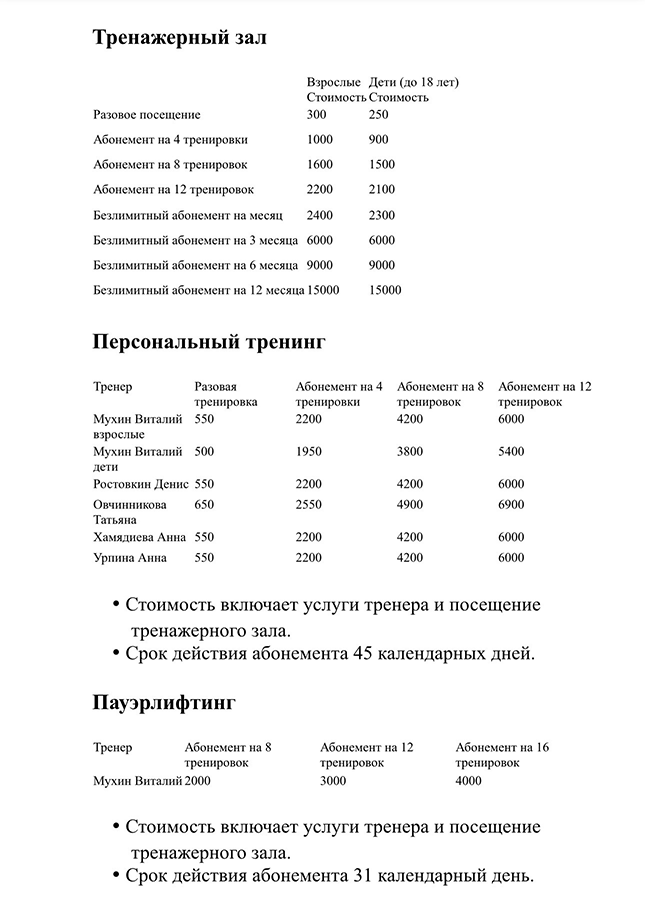 Тренажерный зал
Взрослые Дети (до 18 лет)
Стоимость Стоимость
Разовое посещение 300 250
Абонемент на 4 тренировки 1000 900
Абонемент на 8 тренировок 1600 1500
Абонемент на 12 тренировок 2200 2100
Безлимитный абонемент на месяц 2400 2300
Безлимитный абонемент на 3 месяца 6000 6000
Безлимитный абонемент на 6 месяца 9000 9000
Безлимитный абонемент на 12 месяца 15000 15000
Персональный тренинг
Тренер Разовая Абонемент на 4 Абонемент на 8 Абонемент на 12
тренировка тренировки тренировок тренировок
Мухин Виталий 550 2200 4200 6000
взрослые
Мухин Виталий 500 1950 3800 5400
дети
Ростовкин Денис 550 2200 4200 6000
Овчинникова 650 2550 4900 6900
Татьяна
Хамядиева Анна 550 2200 4200 6000
Урпина Анна 550 2200 4200 6000
• Стоимость включает услуги тренера и посещение
тренажерного зала.
• Срок действия абонемента 45 календарных дней.
Пауэрлифтинг
Тренер Абонемент на 8 Абонемент на 12 Абонемент на 16
тренировок тренировок тренировок
Мухин Виталий 2000 3000 4000
• Стоимость включает услуги тренера и посещение
тренажерного зала.
• Срок действия абонемента 31 календарный день.